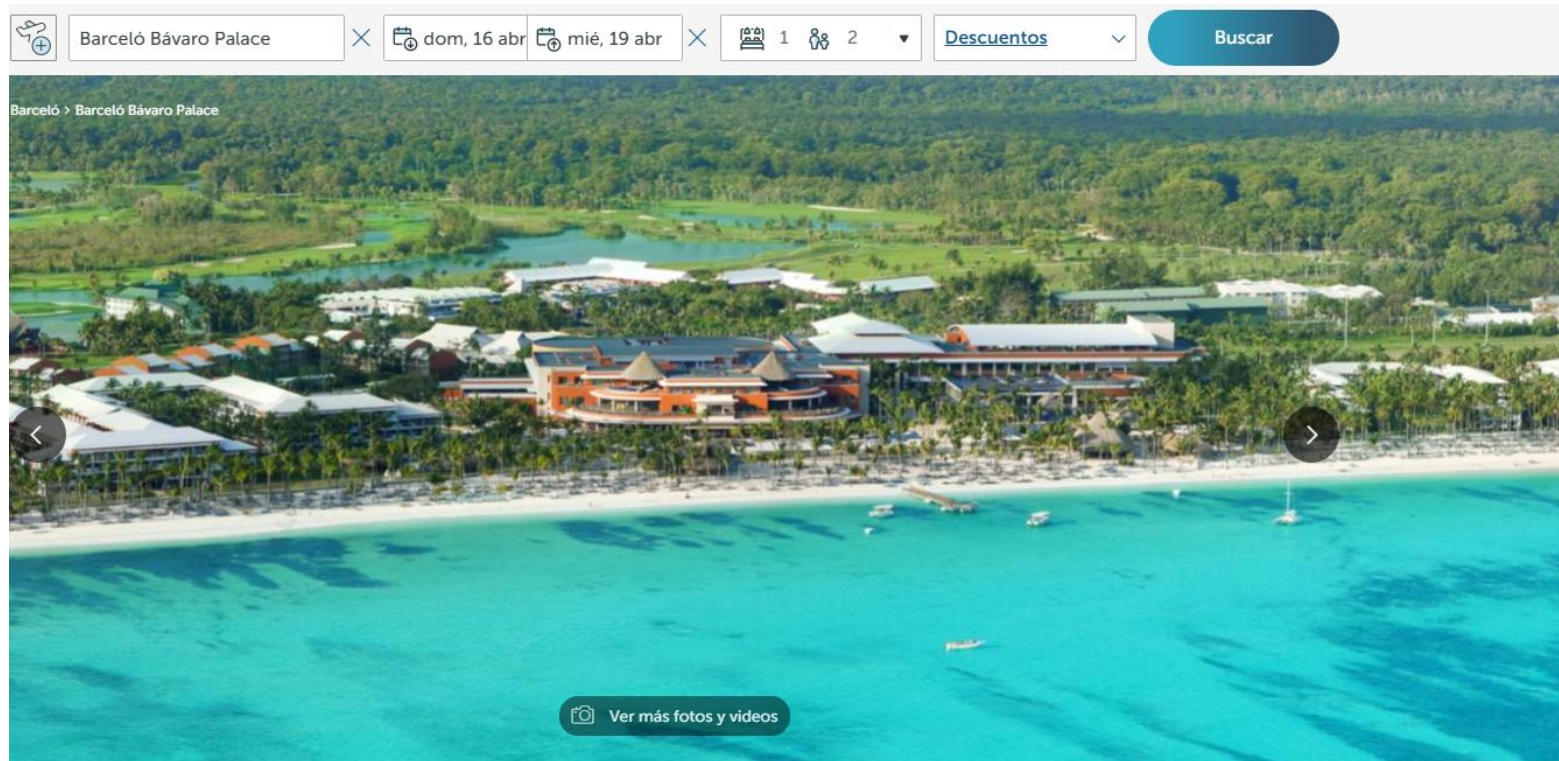 Barceló Bávaro Palace
dom, 16 abr
mié, 19 abr
1
2
Descuentos
Buscar
Barceló > Barceló Bávaro Palace
Ver más fotos y videos